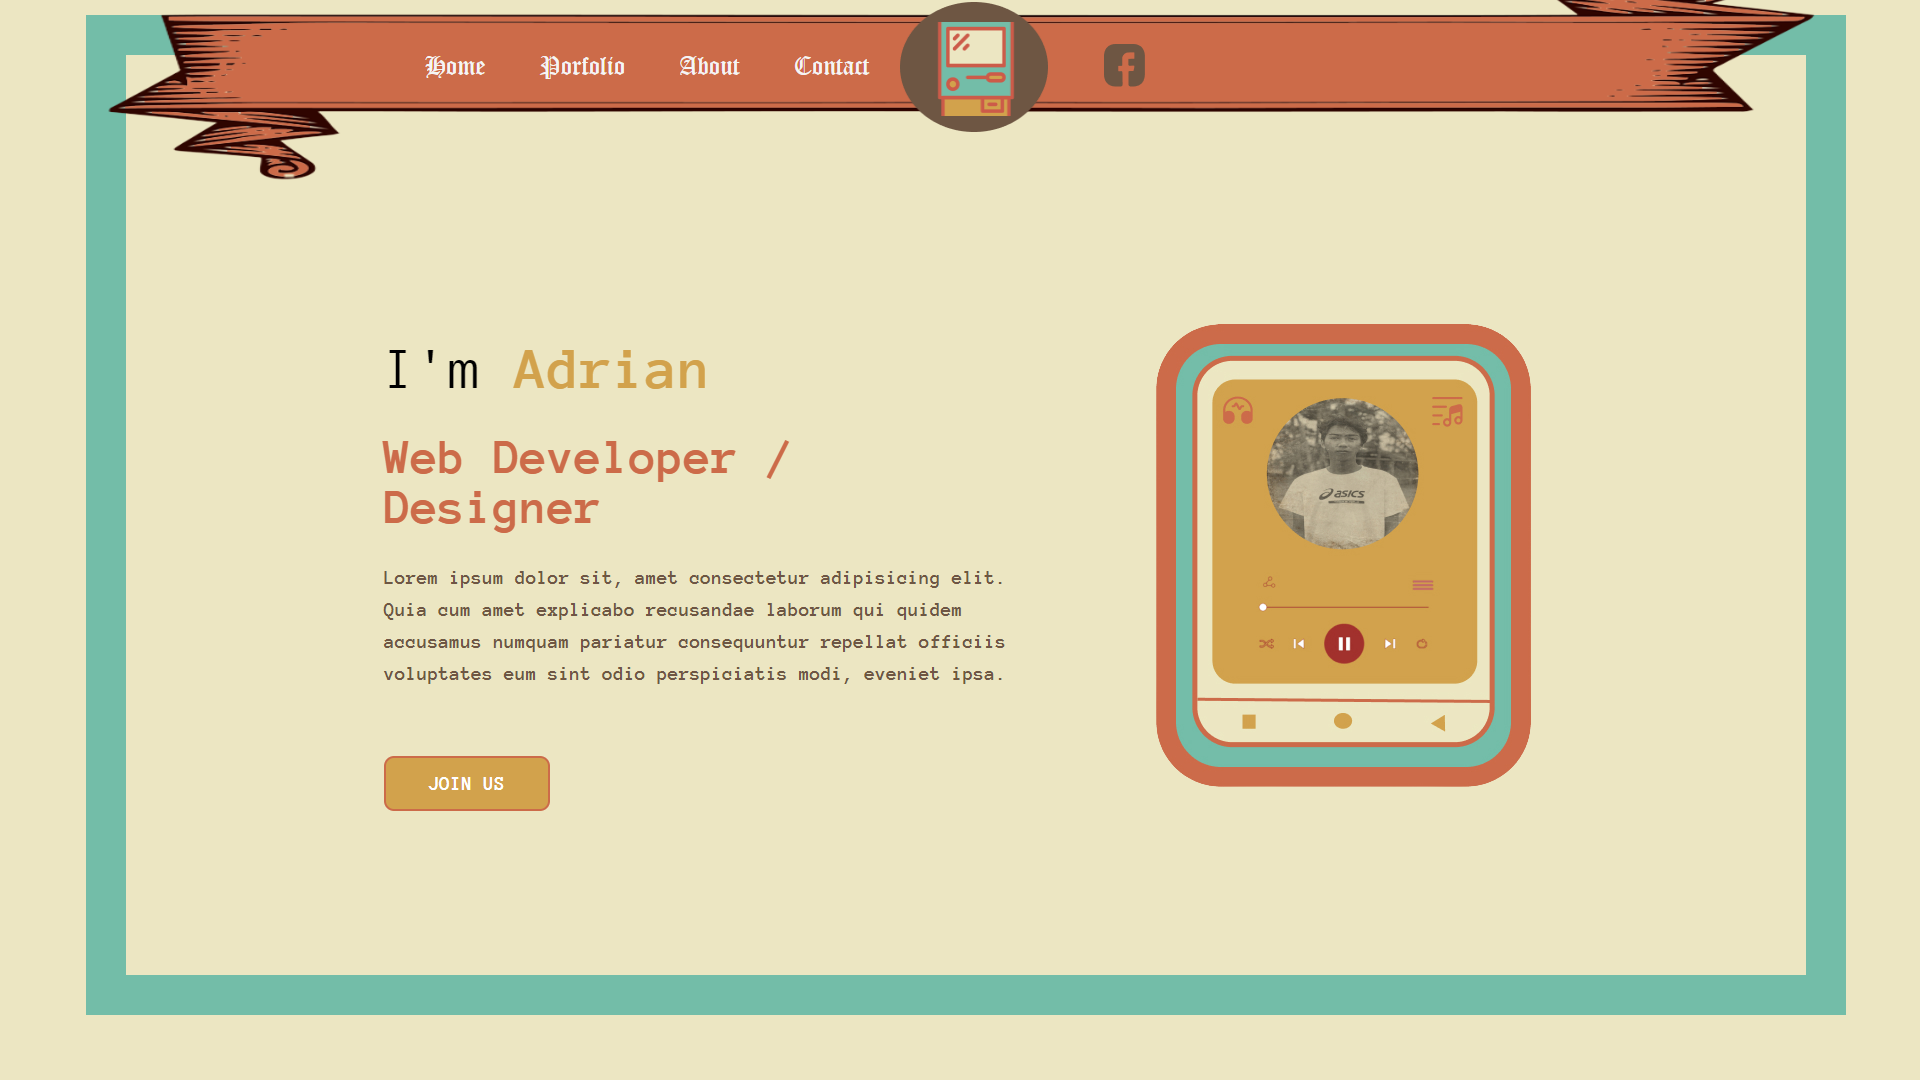 Home Porfolio About Contact
I'm Adrian
Web Developer /
Designer
Lorem ipsum dolor sit, amet consectetur adipisicing elit.
Quia cum amet explicabo recusandae laborum qui quidem
accusamus numquam pariatur consequuntur repellat officiis
voluptates eum sint odio perspiciatis modi, eveniet ipsa.
JOIN US
asics